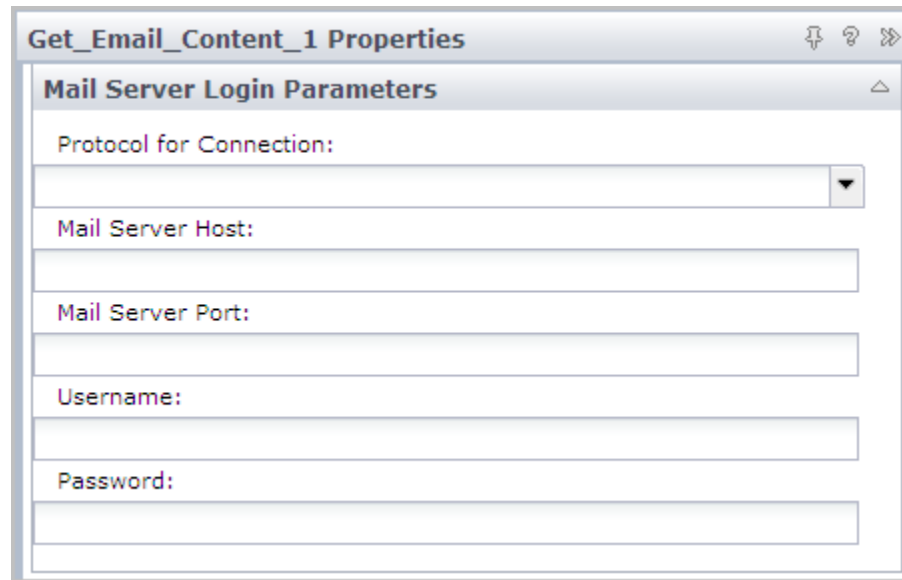 Get_Email_Content_1 Properties
Mail Server Login Parameters
Protocol for Connection:
Mail Server Host:
Mail Server Port:
Username:
Password: